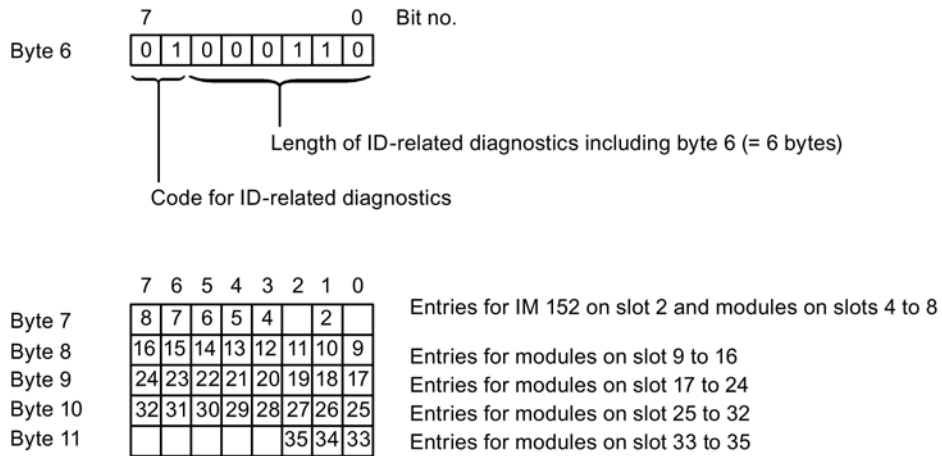 7 0 Bit no.
Byte 6 0 1 0 0 0 1 1 0
Length of ID-related diagnostics including byte 6 (= 6 bytes)
Code for ID-related diagnostics
7 6 5 4 3 2 1 0
Byte 7 8 7 6 5 4 2 Entries for IM 152 on slot 2 and modules on slots 4 to 8
Byte 8 16 15 14 13 12 11 10 9 Entries for modules on slot 9 to 16
Byte 9 24 23 22 21 20 19 18 17 Entries for modules on slot 17 to 24
Byte 10 32 31 30 29 28 27 26 25 Entries for modules on slot 25 to 32
Byte 11 35 34 33 Entries for modules on slot 33 to 35